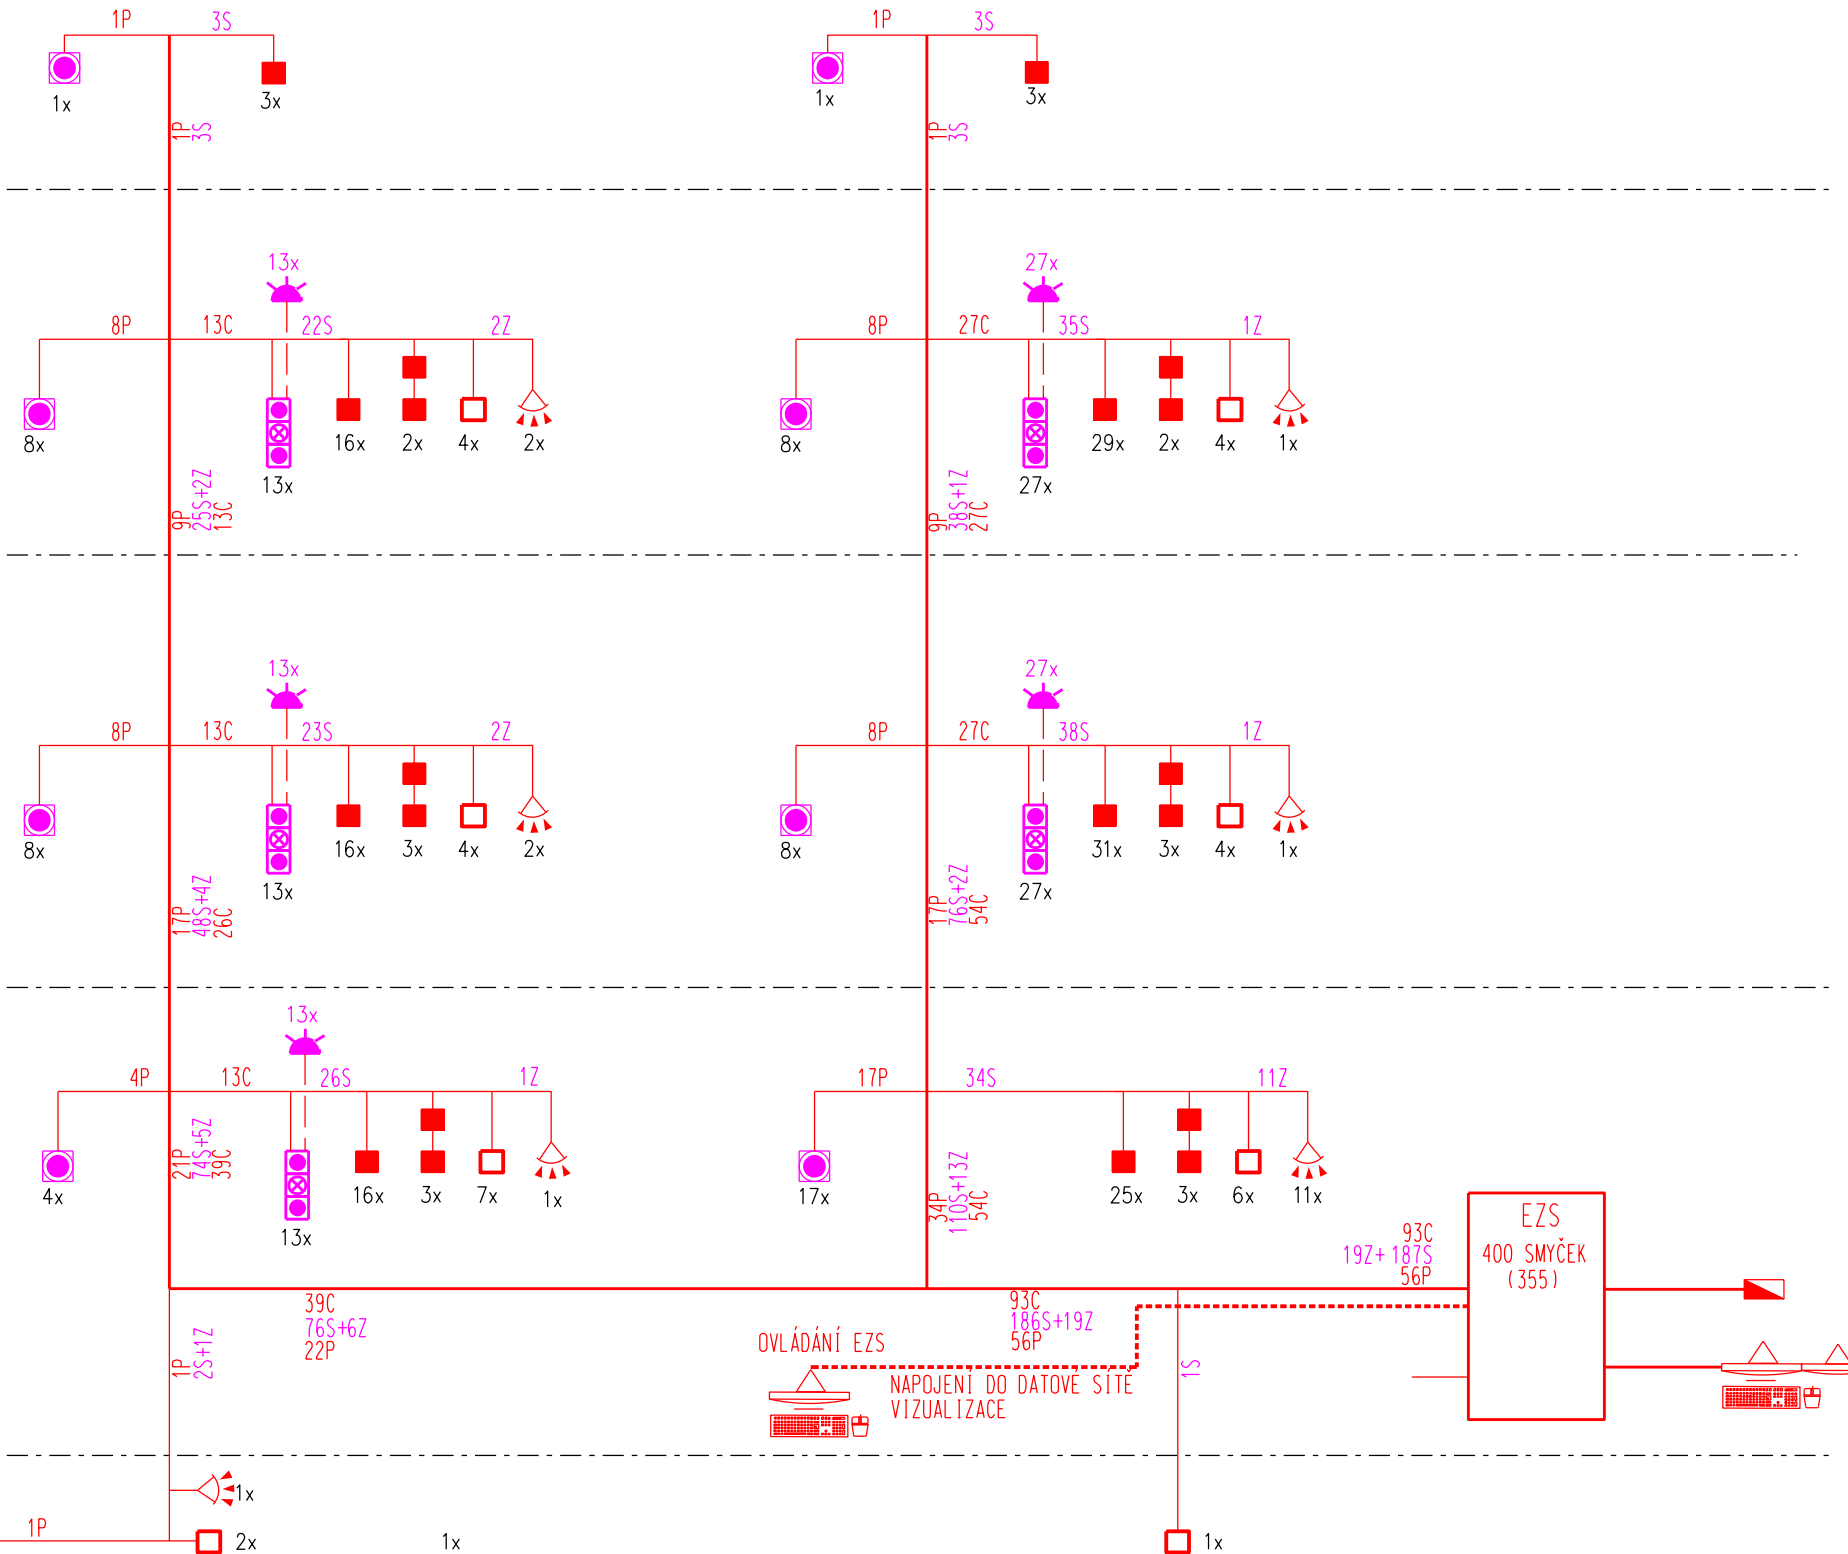 1P 3S 1P 3S
1x 3x 1x 3x
1P
3S
1P
3S
13x 27x
8P 13C 22S 2Z 8P 27C 35S 1Z
8x 16x 2x 4x 2x 8x 29x 2x 4x 1x
13x 27x
9P
25S+2Z
13C
9P
38S+1Z
27C
13x 27x
8P 13C 23S 2Z 8P 27C 38S 1Z
8x 16x 3x 4x 2x 8x 31x 3x 4x 1x
13x 27x
17P
48S+4Z
26C
17P
76S+2Z
54C
13x
4P 13C 26S 1Z 17P 34S 11Z
4x 16x 3x 7x 1x 17x 25x 3x 6x 11x
13x
21P
74S+5Z
39C
34P
110S+13Z
54C
EZS
400 SMYČEK
(355)
93C
19Z+187S
56P
39C
76S+6Z
22P
93C
186S+19Z
56P
1P
2S+1Z
OVLÁDÁNÍ EZS
NAPOJENÍ DO DATOVÉ SÍTĚ
VIZUALIZACE
1S
1x
1P 2x 1x 1x